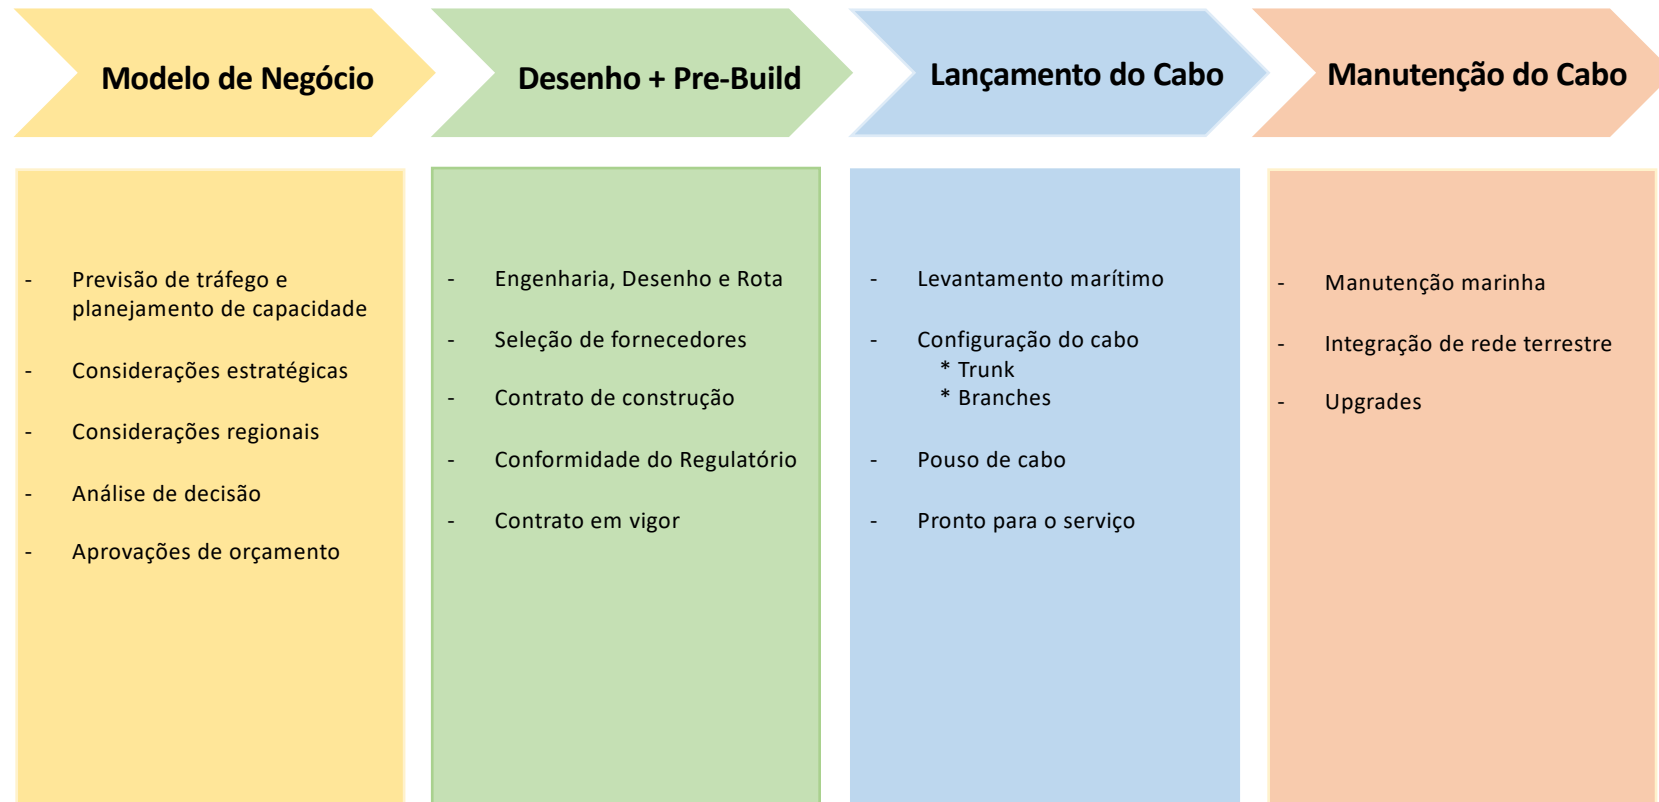 Modelo de Negócio
Desenho + Pre-Build
Lançamento do Cabo
Manutenção do Cabo
- Previsão de tráfego e
planejamento de capacidade
- Considerações estratégicas
- Considerações regionais
- Análise de decisão
- Aprovações de orçamento
- Engenharia, Desenho e Rota
- Seleção de fornecedores
- Contrato de construção
- Conformidade do Regulatório
- Contrato em vigor
- Levantamento marítimo
- Configuração do cabo
* Trunk
* Branches
- Pouso de cabo
- Pronto para o serviço
- Manutenção marinha
- Integração de rede terrestre
- Upgrades